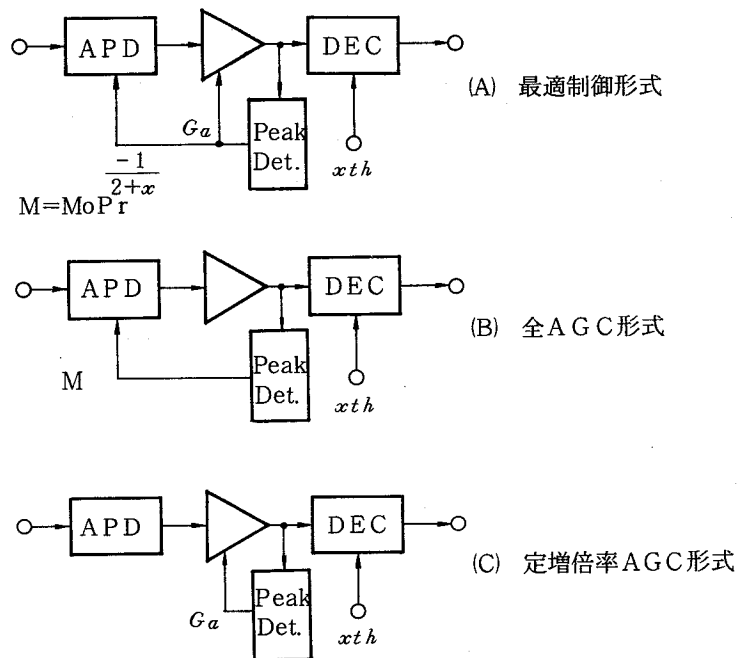 APD
DEC
(A) 最適制御形式
Ga
Peak
Det.
xth
-1
2+x
M=MoPr
APD
DEC
(B) 全AGC形式
M
Peak
Det.
xth
APD
DEC
(C) 定増倍率AGC形式
Ga
Peak
Det.
xth